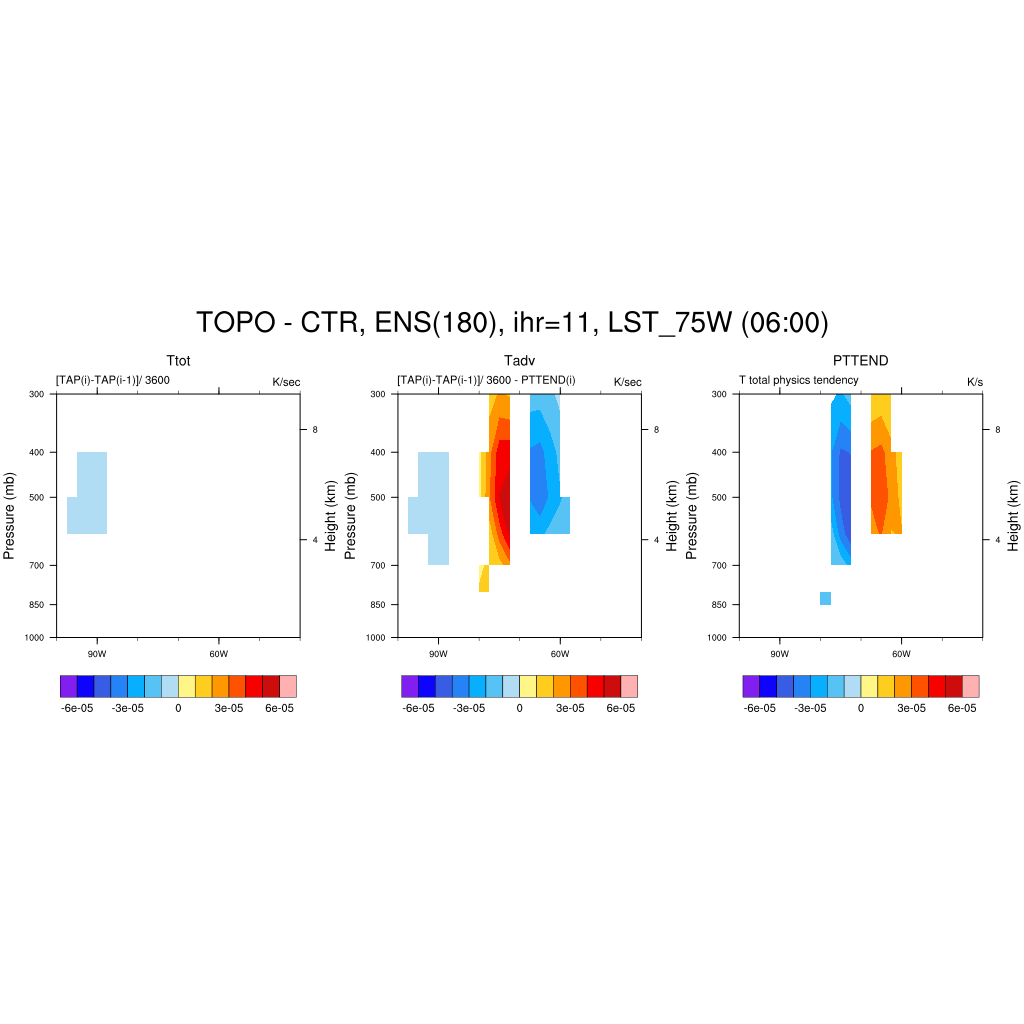 TOPO - CTR, ENS(180), ihr=11, LST_75W (06:00)
Ttot
[TAP(i)-TAP(i-1)]/ 3600
K/sec
300
400
500
700
850
1000
Pressure (mb)
8
4
Height (km)
90W
60W
-6e-05
-3e-05
0
3e-05
6e-05
Tadv
[TAP(i)-TAP(i-1)]/ 3600 - PTTEND(i)
K/sec
300
400
500
700
850
1000
Pressure (mb)
8
4
Height (km)
90W
60W
-6e-05
-3e-05
0
3e-05
6e-05
PTTEND
T total physics tendency
K/s
300
400
500
700
850
1000
Pressure (mb)
8
4
Height (km)
90W
60W
-6e-05
-3e-05
0
3e-05
6e-05